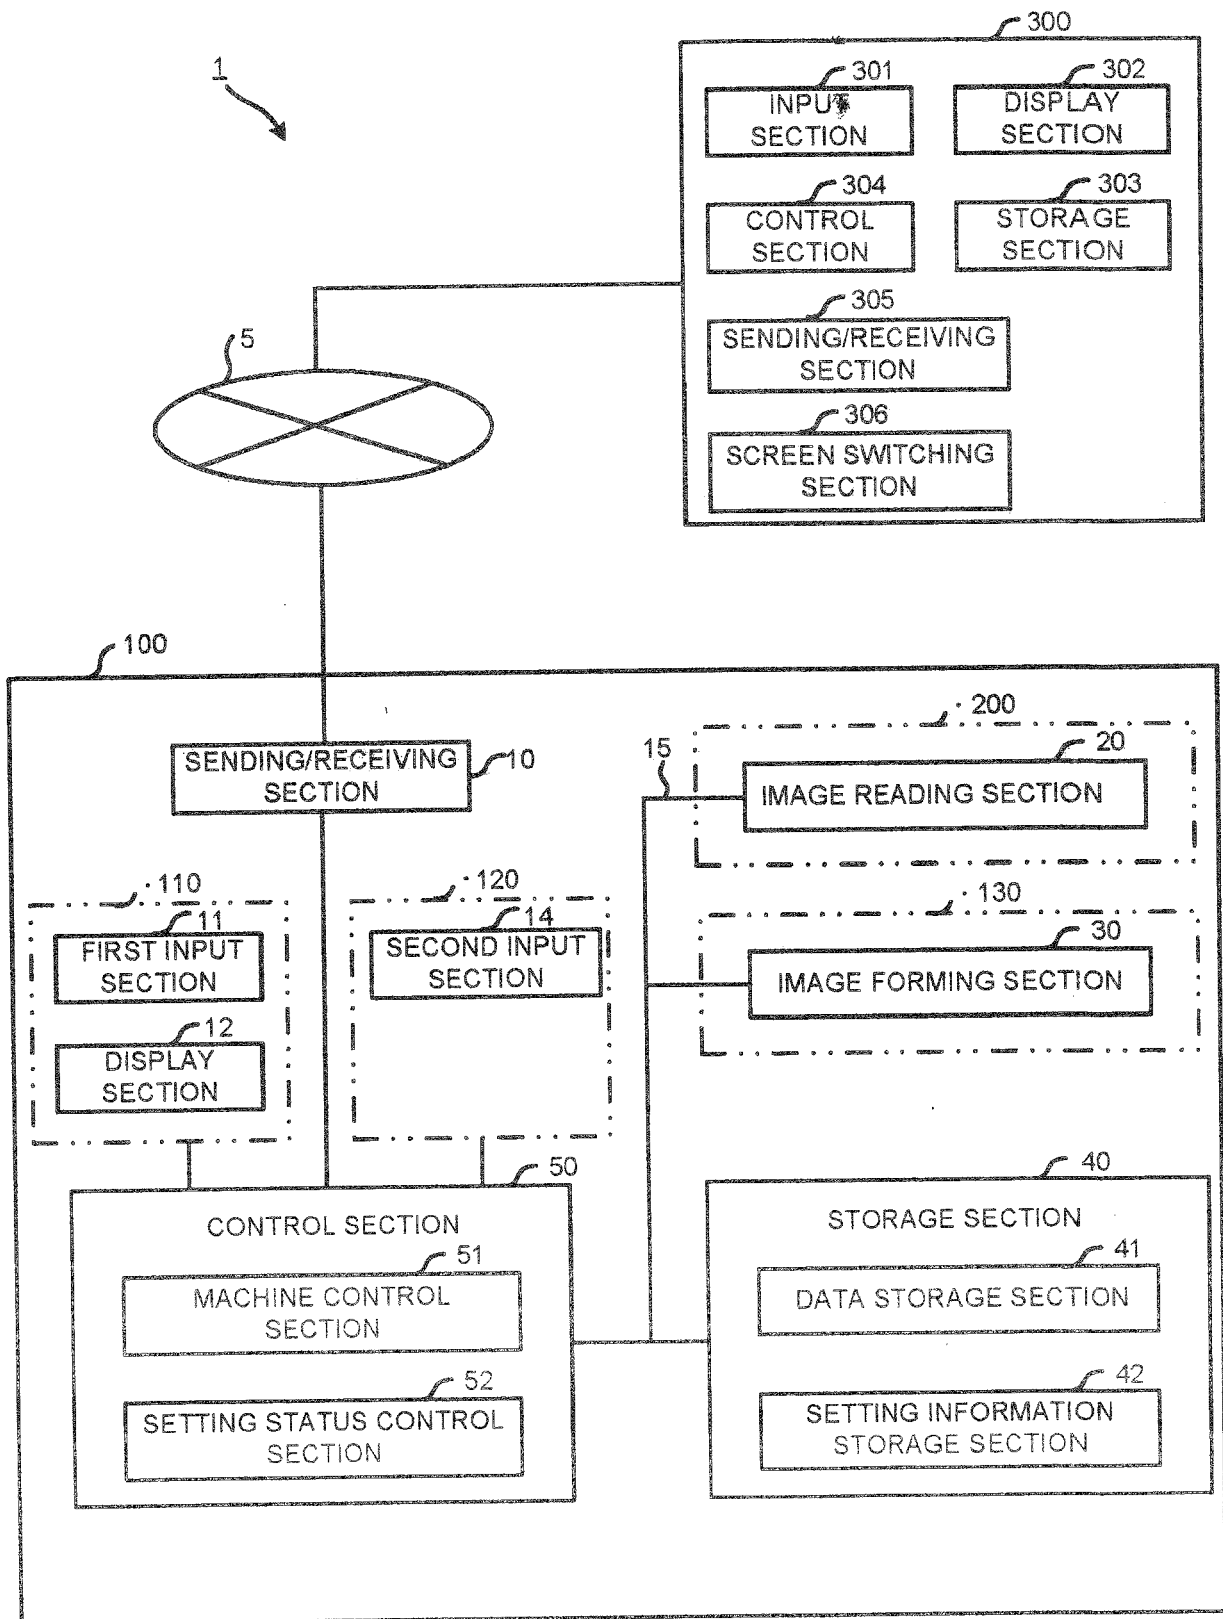 300
1
301
302
INPUT
SECTION
DISPLAY
SECTION
304
303
CONTROL
SECTION
STORAGE
SECTION
305
SENDING/RECEIVING
SECTION
5
306
SCREEN SWITCHING
SECTION
100
200
SENDING/RECEIVING
SECTION
10
15
20
IMAGE READING SECTION
110
120
130
11
FIRST INPUT
SECTION
14
SECOND INPUT
SECTION
30
IMAGE FORMING SECTION
12
DISPLAY
SECTION
50
40
CONTROL SECTION
STORAGE SECTION
51
MACHINE CONTROL
SECTION
41
DATA STORAGE SECTION
52
SETTING STATUS CONTROL
SECTION
42
SETTING INFORMATION
STORAGE SECTION